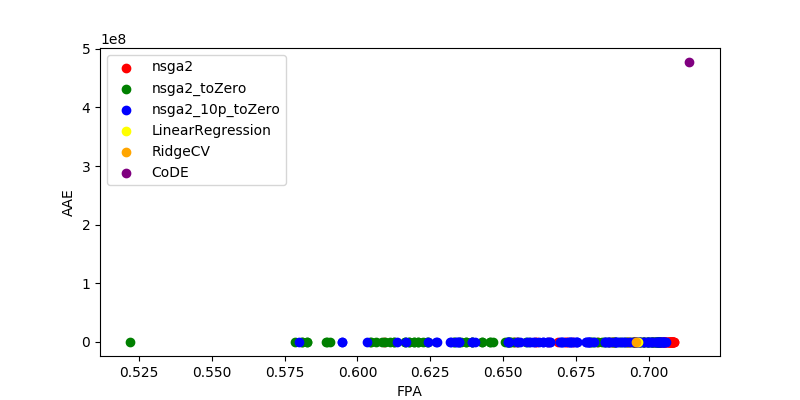 1e8
5
4
3
2
1
0
AAE
nsga2
nsga2_toZero
nsga2_10p_toZero
LinearRegression
RidgeCV
CoDE
0.525 0.550 0.575 0.600 0.625 0.650 0.675 0.700
FPA